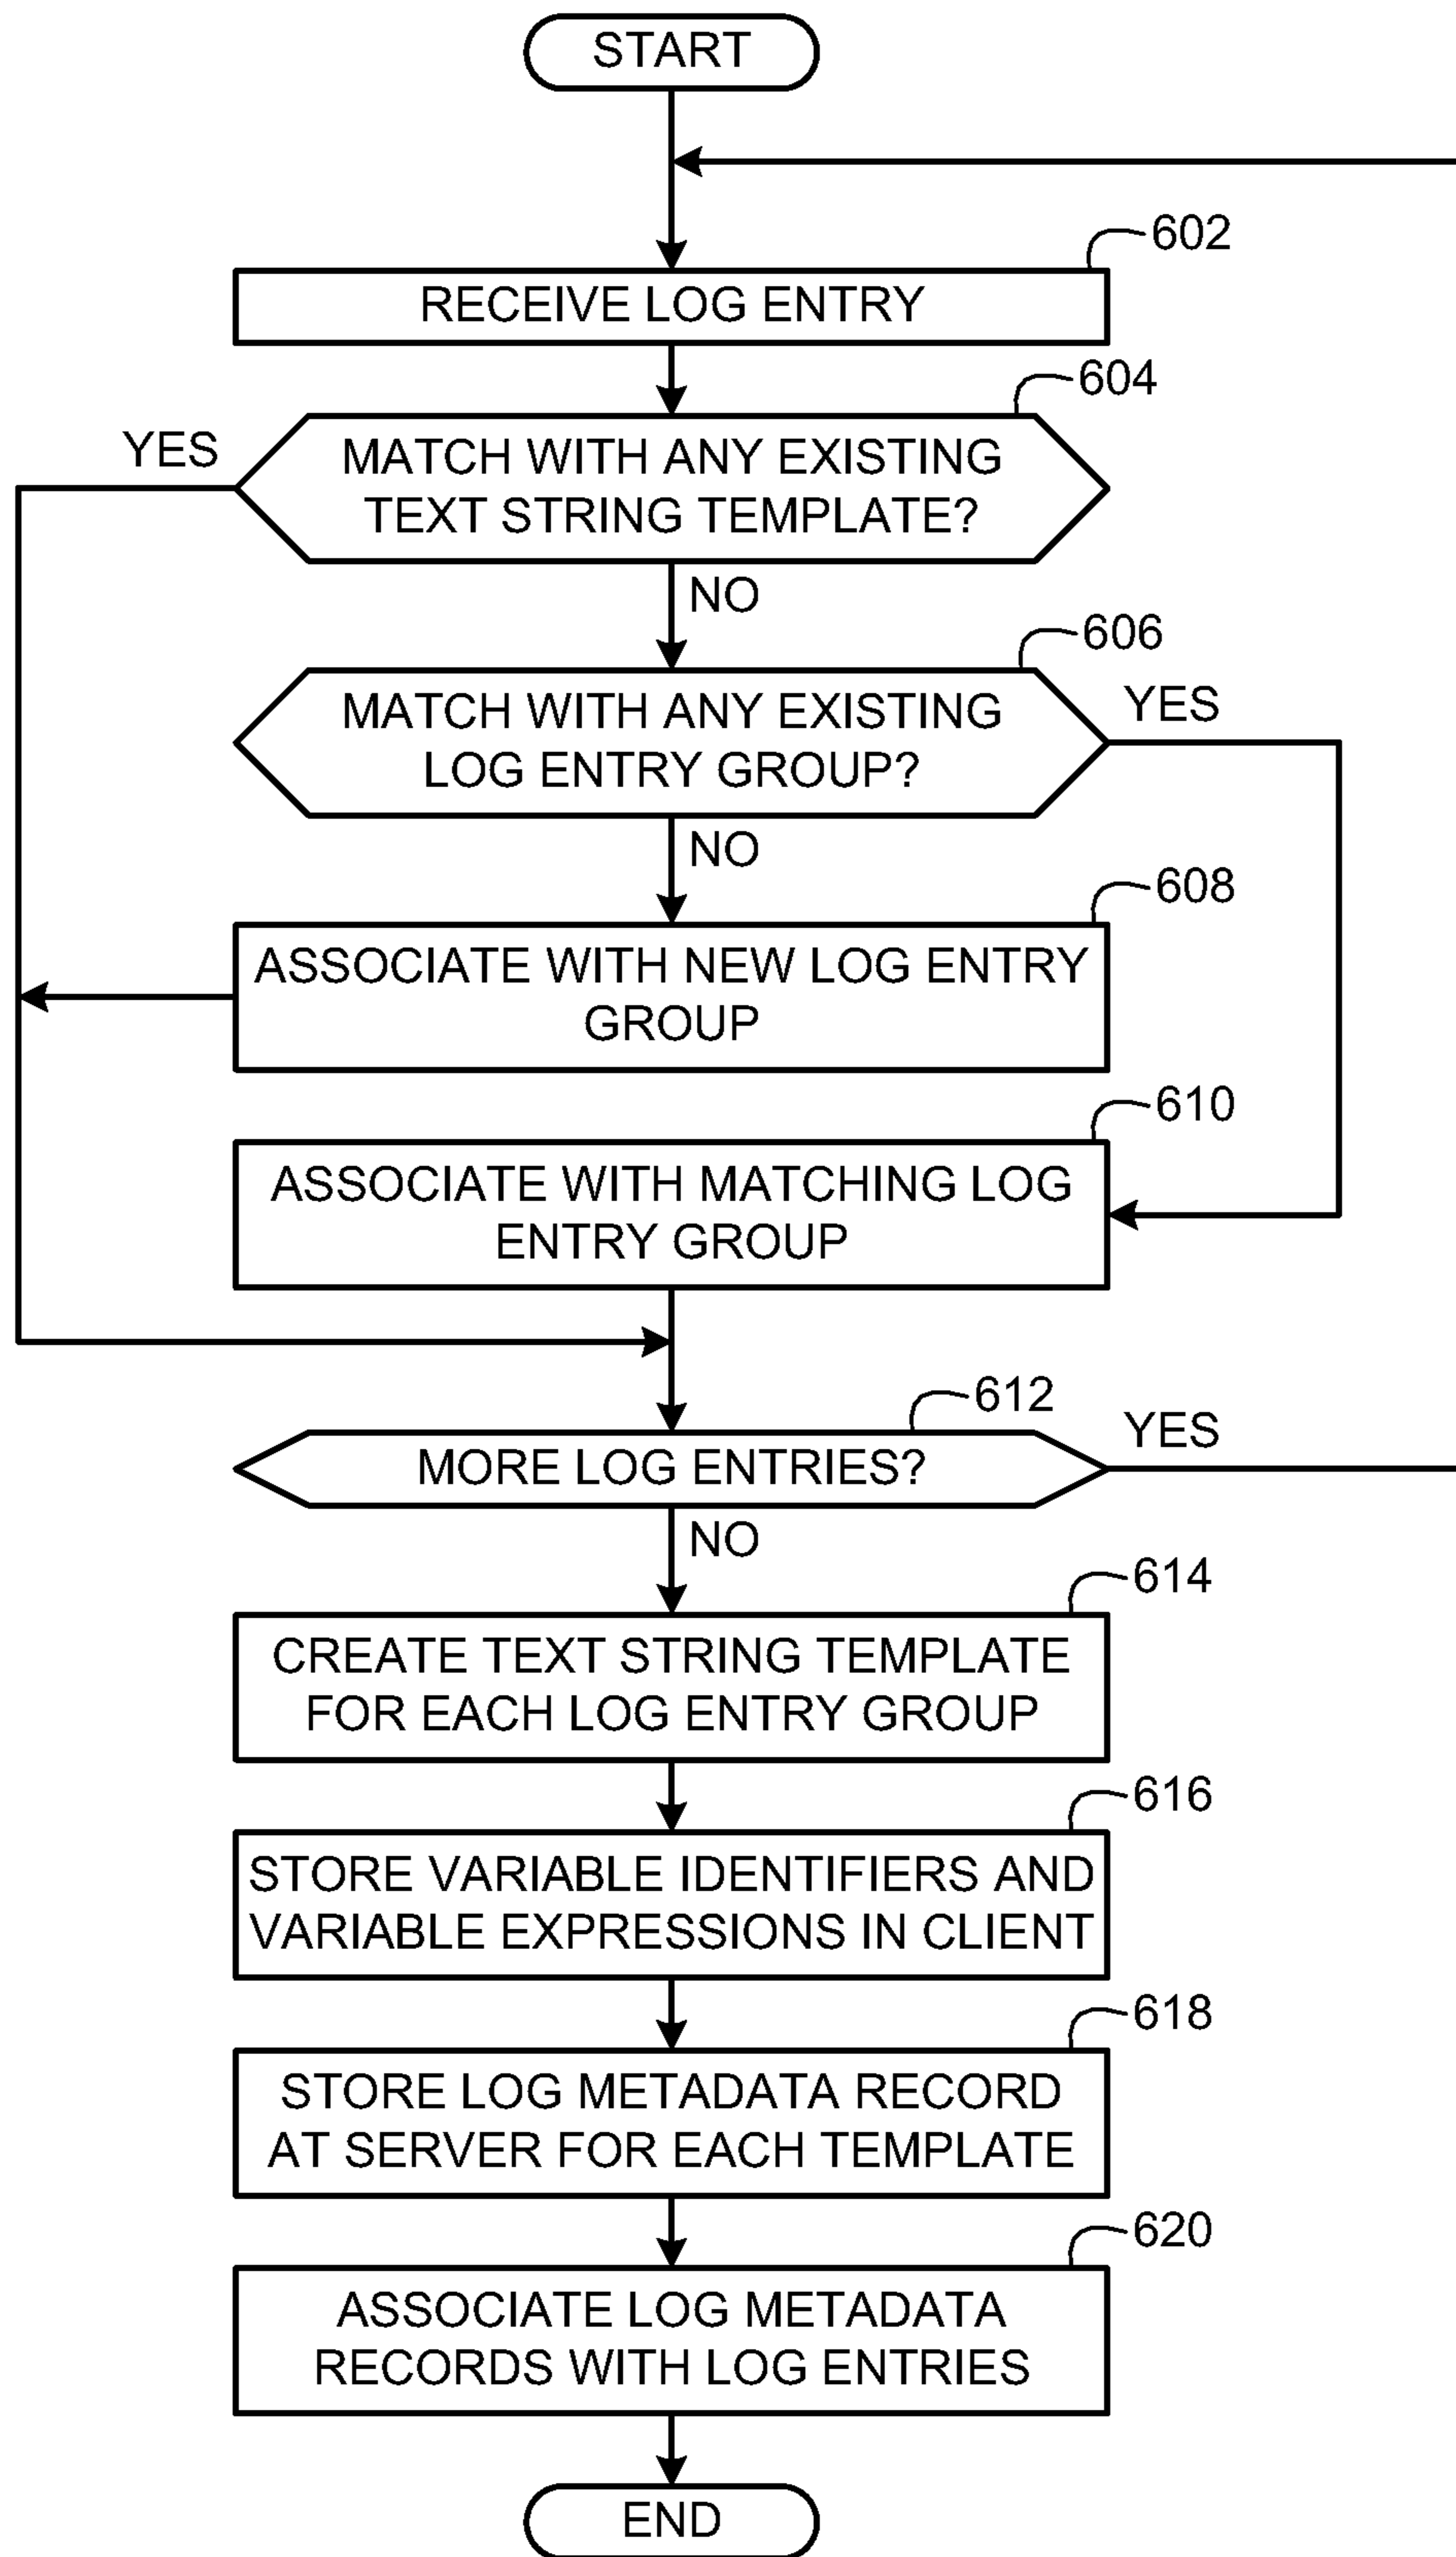 START
602
RECEIVE LOG ENTRY
604
YES
MATCH WITH ANY EXISTING
TEXT STRING TEMPLATE?
NO
606
MATCH WITH ANY EXISTING
LOG ENTRY GROUP?
YES
NO
608
ASSOCIATE WITH NEW LOG ENTRY
GROUP
610
ASSOCIATE WITH MATCHING LOG
ENTRY GROUP
612
MORE LOG ENTRIES?
YES
NO
614
CREATE TEXT STRING TEMPLATE
FOR EACH LOG ENTRY GROUP
616
STORE VARIABLE IDENTIFIERS AND
VARIABLE EXPRESSIONS IN CLIENT
618
STORE LOG METADATA RECORD
AT SERVER FOR EACH TEMPLATE
620
ASSOCIATE LOG METADATA
RECORDS WITH LOG ENTRIES
END